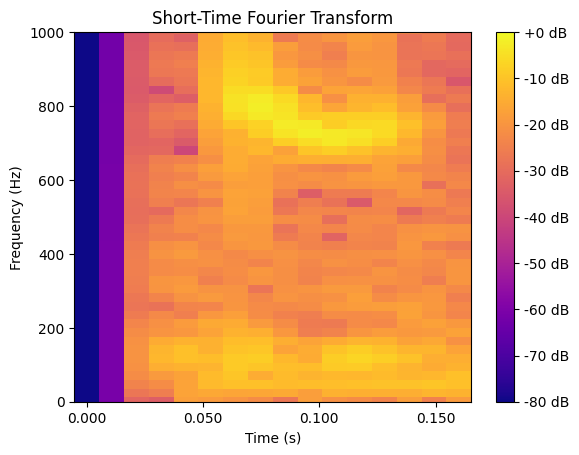 Short-Time Fourier Transform
Frequency (Hz)
1000
800
600
400
200
0
0.000
0.050
0.100
0.150
Time (s)
+0 dB
-10 dB
-20 dB
-30 dB
-40 dB
-50 dB
-60 dB
-70 dB
-80 dB